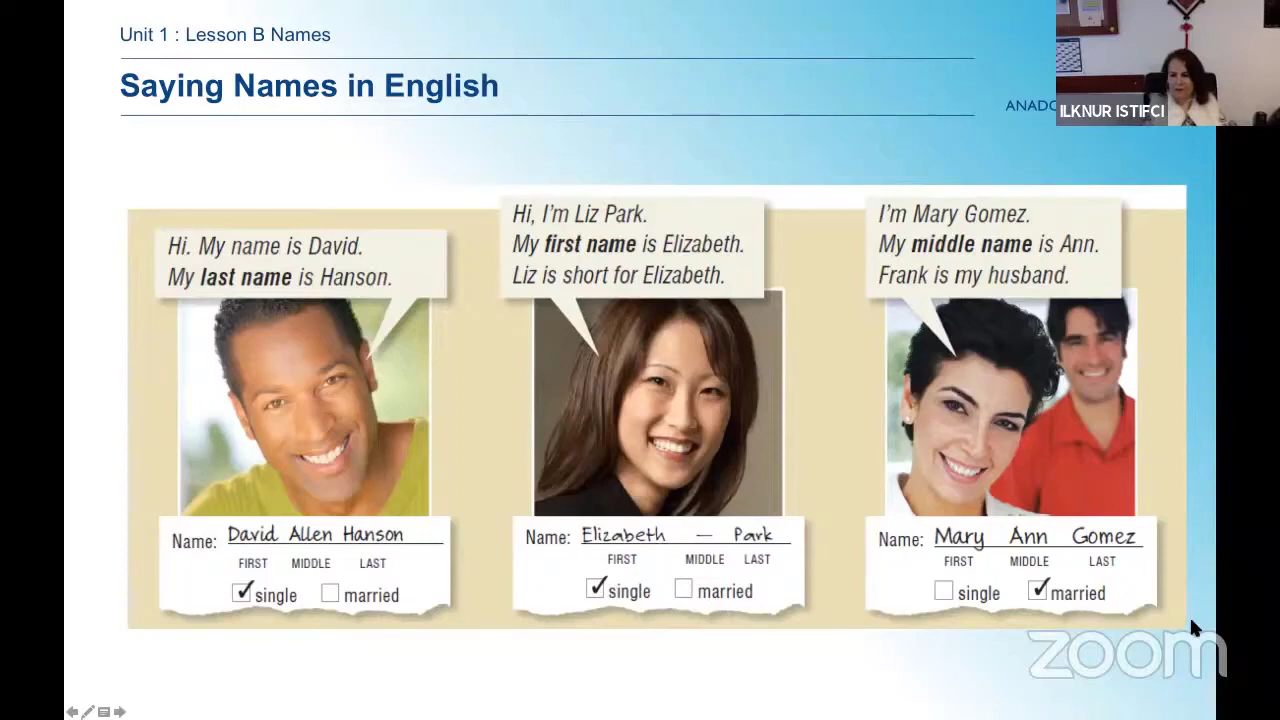 Unit 1 : Lesson B Names
Saying Names in English
ILKNUR ISTIFCI
Hi. My name is David.
My last name is Hanson.
Hi, I'm Liz Park.
My first name is Elizabeth.
Liz is short for Elizabeth.
I'm Mary Gomez.
My middle name is Ann.
Frank is my husband.
Name: David Allen Hanson
FIRST MIDDLE LAST
single married
Name: Elizabeth — Park
FIRST MIDDLE LAST
single married
Name: Mary Ann Gomez
FIRST MIDDLE LAST
single married
zoom